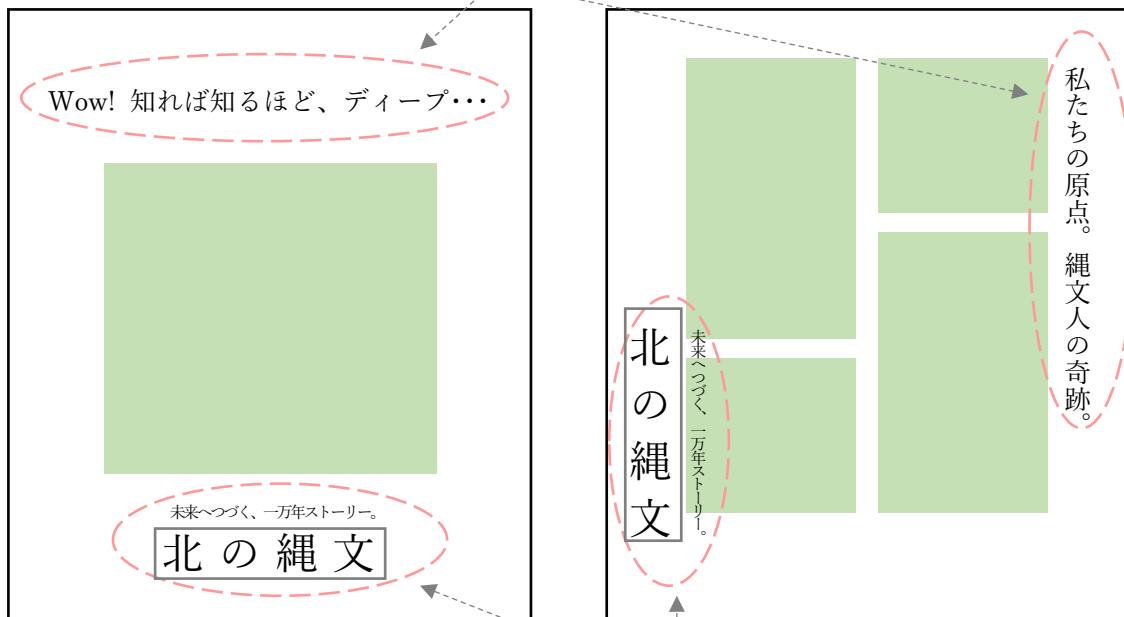 Wow! 知れば知るほど、ディープ･･･
未来へつづく、一万年ストーリー。
北の縄文
私たちの原点。縄文人の奇跡。
未来へつづく、一万年ストーリー。
北の縄文